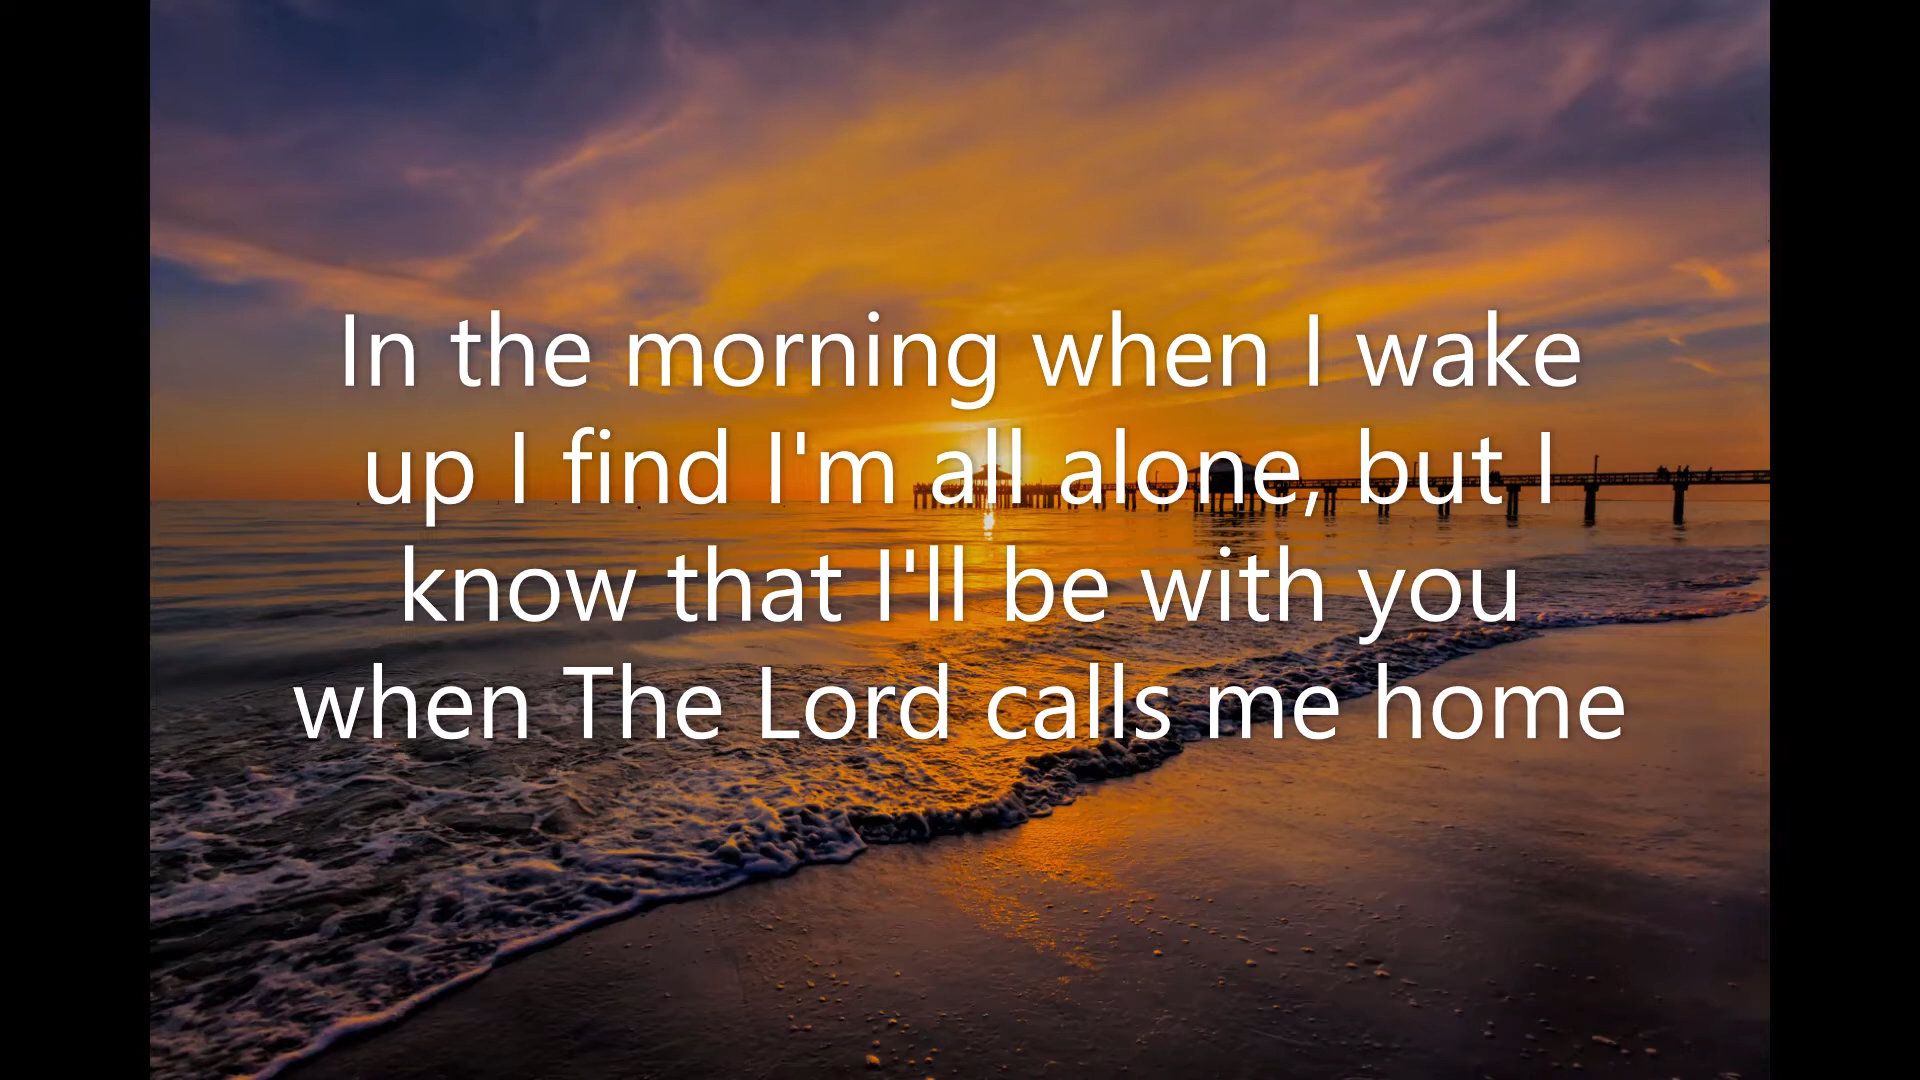 In the morning when I wake
up I find I'm all alone, but I
know that I'll be with you
when The Lord calls me home